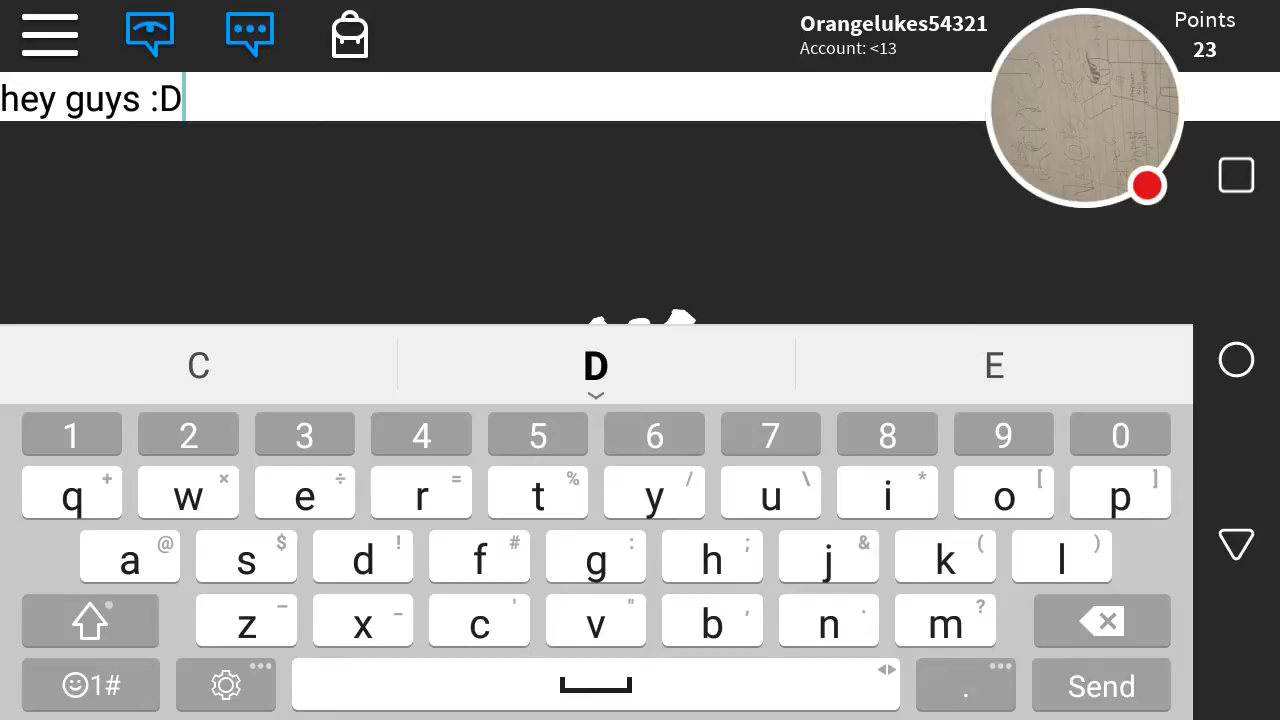 Orangelukes54321
Account: <13
Points
23
hey guys :D
C D E
1 2 3 4 5 6 7 8 9 0
q + w × e ÷ r = t % y / u \ i * o [ p ]
a @ s $ d ! f # g : h ; j & k ( l )
z – x - c ' v " b , n . m ?
1# . Send